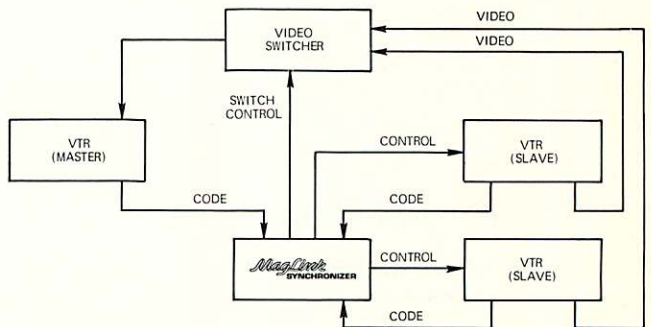 VIDEO
VIDEO
SWITCHER
VIDEO
SWITCH
CONTROL
VTR
(MASTER)
CONTROL
VTR
(SLAVE)
CODE
CODE
MagLink
SYNCHRONIZER
CONTROL
VTR
(SLAVE)
CODE